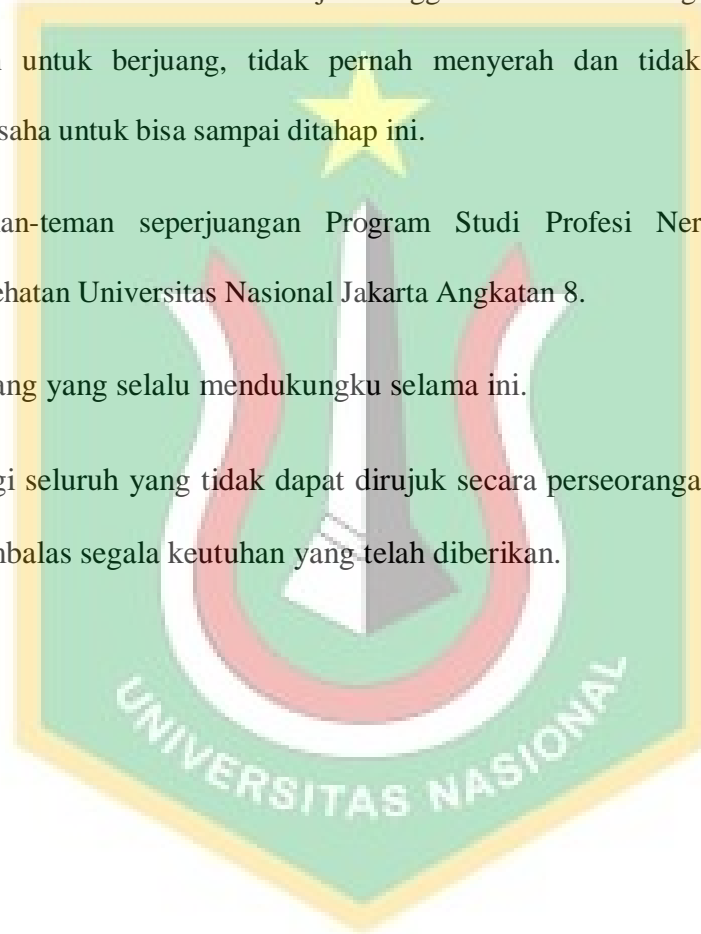 untuk berjuang, tidak pernah menyerah dan tidak
saha untuk bisa sampai ditahap ini.
an-teman seperjuangan Program Studi Profesi Ner
ehatan Universitas Nasional Jakarta Angkatan 8.
ang yang selalu mendukungku selama ini.
gi seluruh yang tidak dapat dirujuk secara perseoranga
balas segala keutuhan yang telah diberikan.
UNIVERSITAS NASIONAL